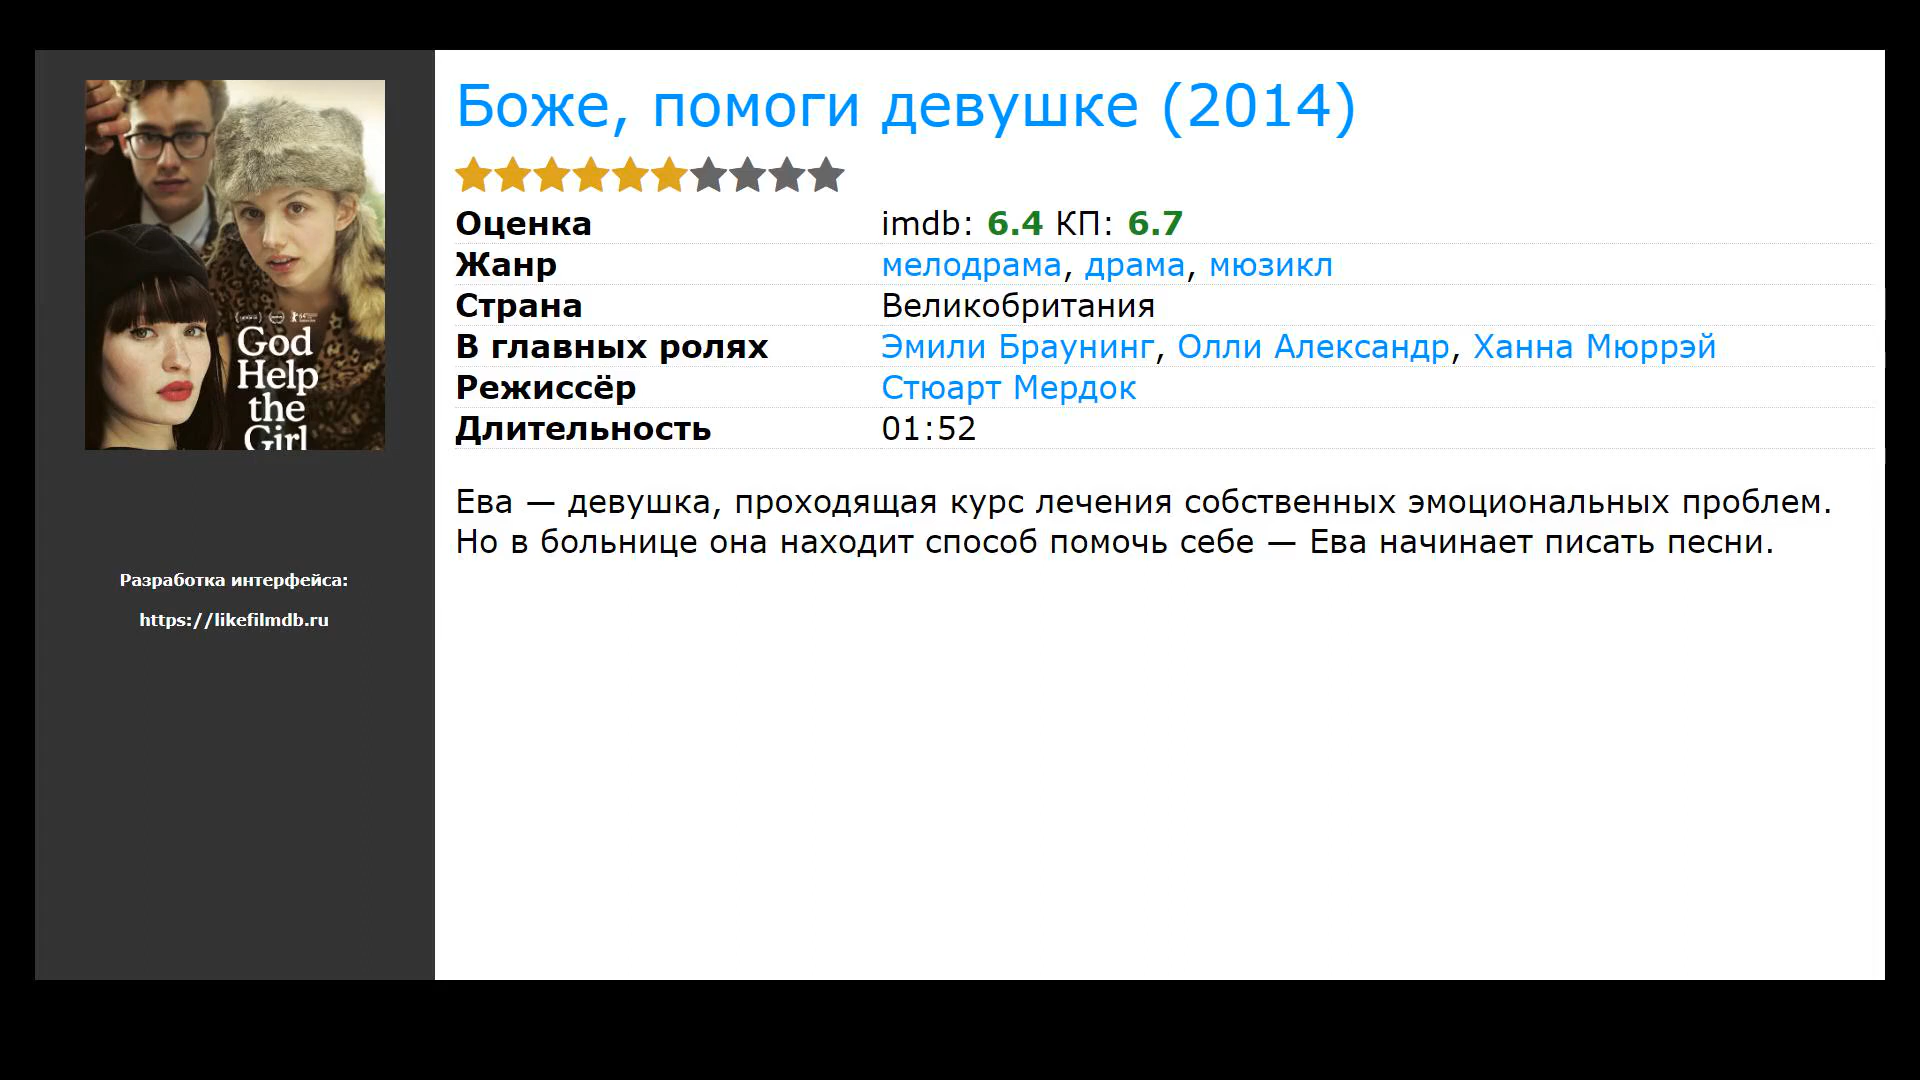 God
Help
the
Girl
Разработка интерфейса:
https://likefilmdb.ru
Боже, помоги девушке (2014)
Оценка imdb: 6.4 КП: 6.7
Жанр мелодрама, драма, мюзикл
Страна Великобритания
В главных ролях Эмили Браунинг, Олли Александр, Ханна Мюррэй
Режиссёр Стюарт Мердок
Длительность 01:52
Ева — девушка, проходящая курс лечения собственных эмоциональных проблем.
Но в больнице она находит способ помочь себе — Ева начинает писать песни.